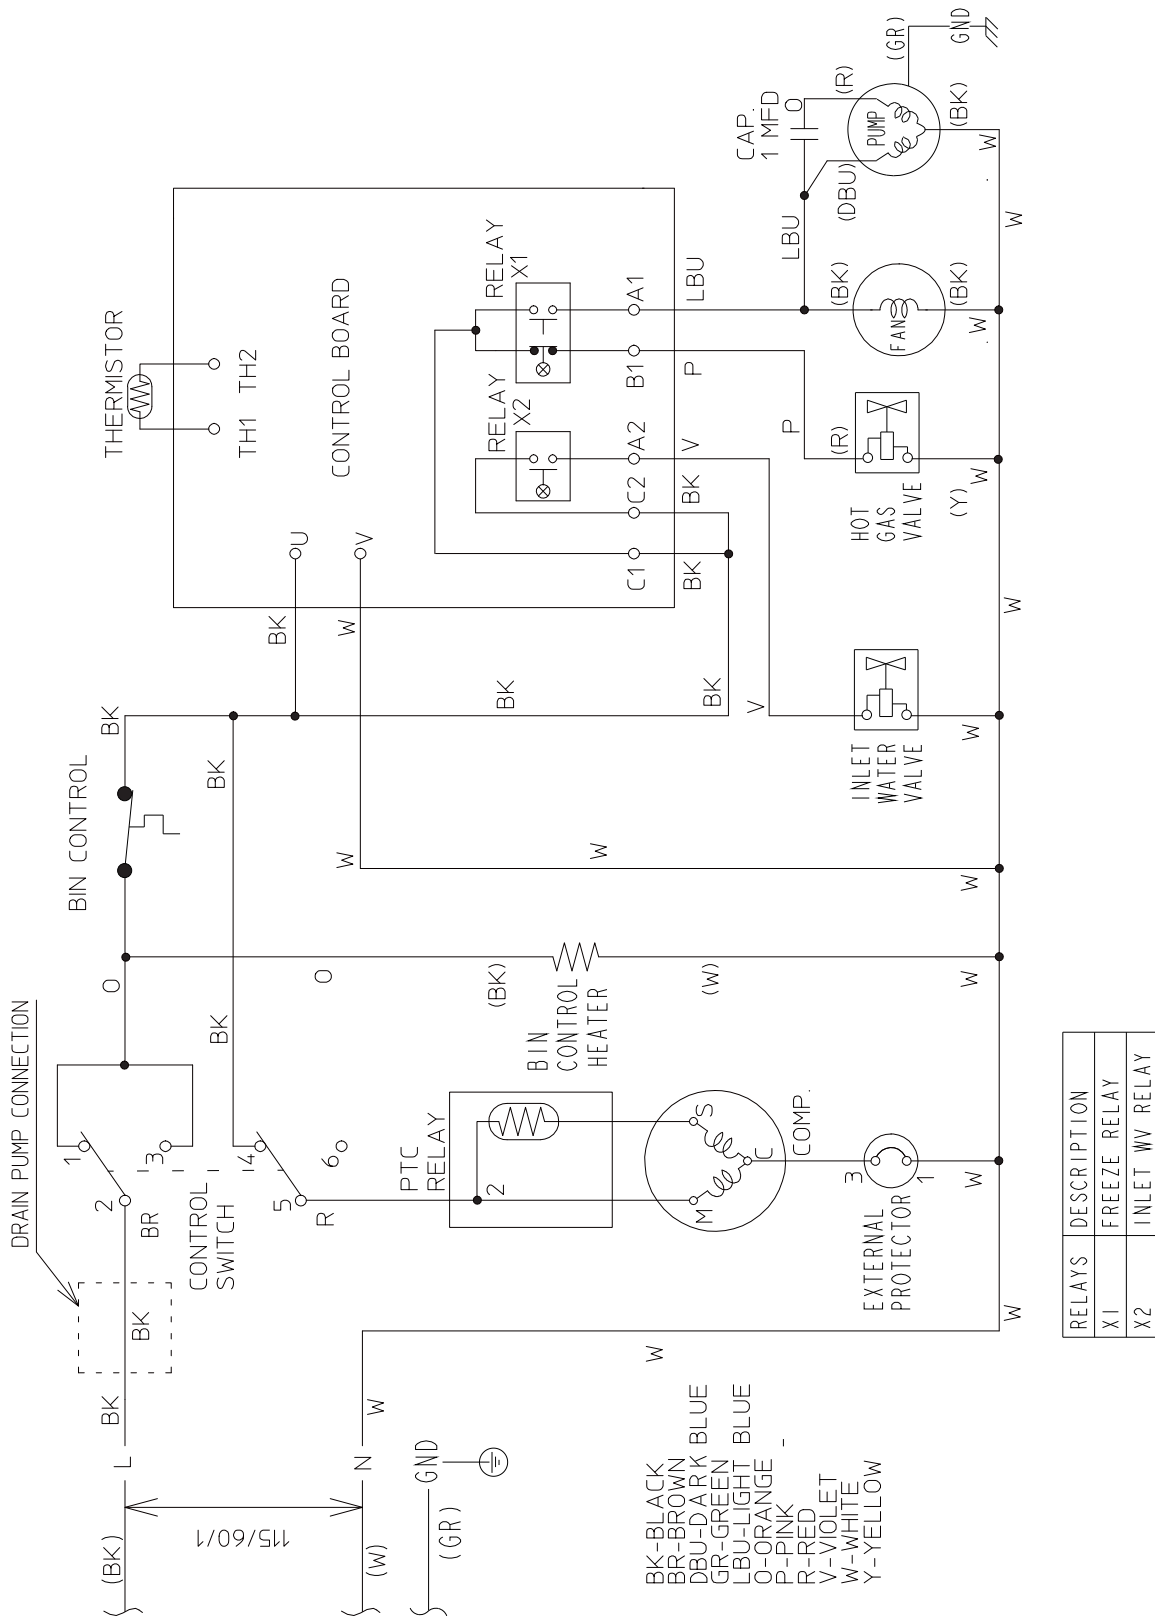 DRAIN PUMP CONNECTION
BIN CONTROL
THERMISTOR
(BK)
L
BK
BK
2
BR
1
3
CONTROL
SWITCH
O
BK
BK
U
TH1 TH2
115/60/1
4
5
6
R
BK
BK
O
W
V
CONTROL BOARD
(W)
N
W
GND
(GR)
PTC
RELAY
2
W
BK
RELAY
X2
RELAY
X1
(BK)
BIN
CONTROL
HEATER
(W)
W
C1
C2
A2
B1
A1
BK
BK
V
P
LBU
BK
V
W
M
S
C
COMP.
P
LBU
CAP.
1 MFD
O
EXTERNAL
PROTECTOR
3
1
INLET
WATER
VALVE
HOT
GAS
VALVE
(R)
(Y)
(BK)
FAN
(BK)
(DBU)
PUMP
(R)
(BK)
(GR)
GND
W
W
W
W
W
W
W
W
W
W
W
BK-BLACK
BR-BROWN
DBU-DARK BLUE
GR-GREEN
LBU-LIGHT BLUE
O-ORANGE -
P-PINK
R-RED
V-VIOLET
W-WHITE
Y-YELLOW
RELAYS DESCRIPTION
X1 FREEZE RELAY
X2 INLET WV RELAY